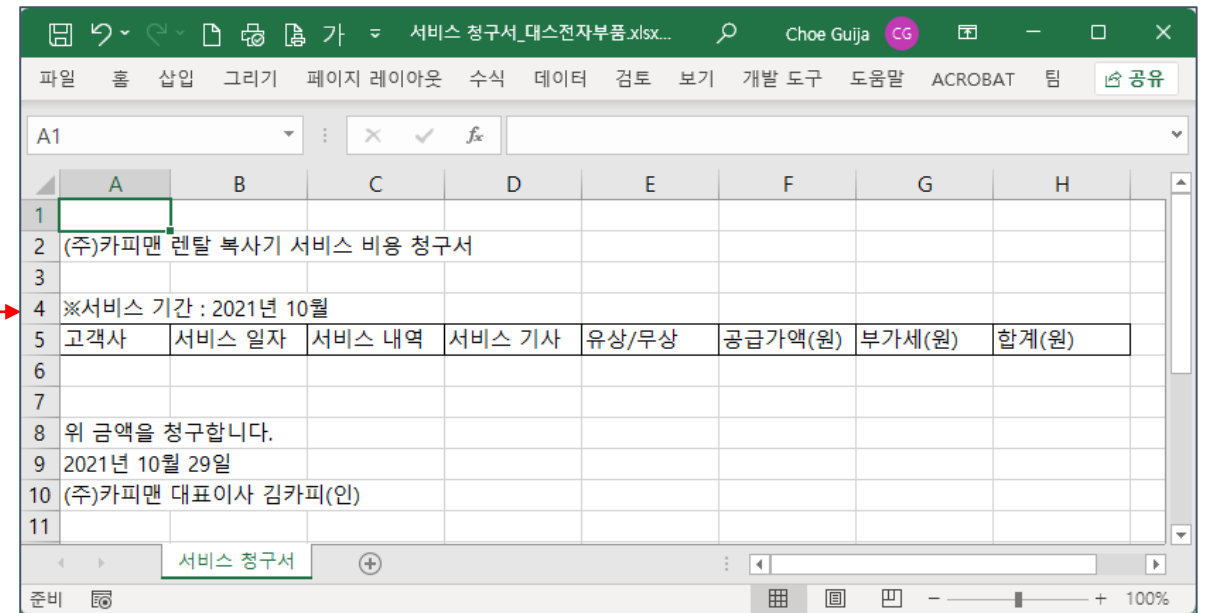 가 서비스 청구서_대스전자부품.xlsx... Choe Guija CG
파일 홈 삽입 그리기 페이지 레이아웃 수식 데이터 검토 보기 개발 도구 도움말 ACROBAT 팀 공유
A1 fx
A B C D E F G H
1
2 (주)카피맨 렌탈 복사기 서비스 비용 청구서
3
4 ※서비스 기간 : 2021년 10월
5 고객사 서비스 일자 서비스 내역 서비스 기사 유상/무상 공급가액(원) 부가세(원) 합계(원)
6
7
8 위 금액을 청구합니다.
9 2021년 10월 29일
10 (주)카피맨 대표이사 김카피(인)
11
서비스 청구서
준비 100%